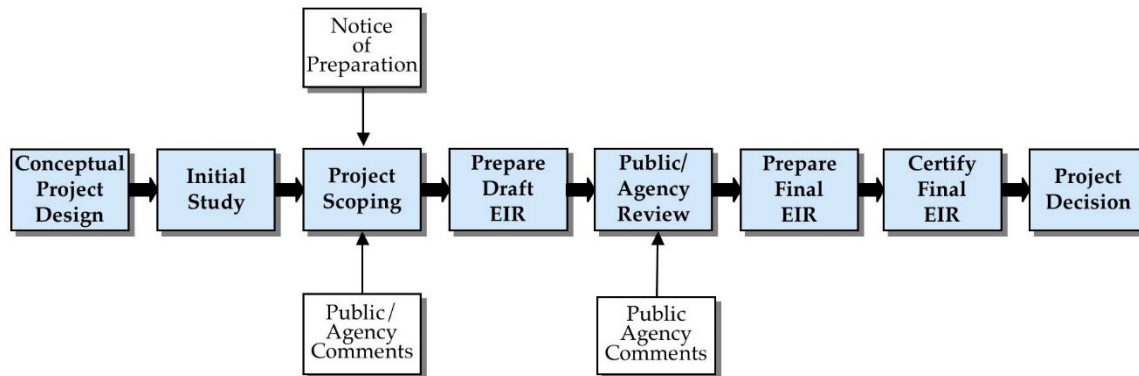 Notice
of
Preparation
Conceptual
Project
Design
Initial
Study
Project
Scoping
Prepare
Draft
EIR
Public/
Agency
Review
Prepare
Final
EIR
Certify
Final
EIR
Project
Decision
Public/
Agency
Comments
Public
Agency
Comments